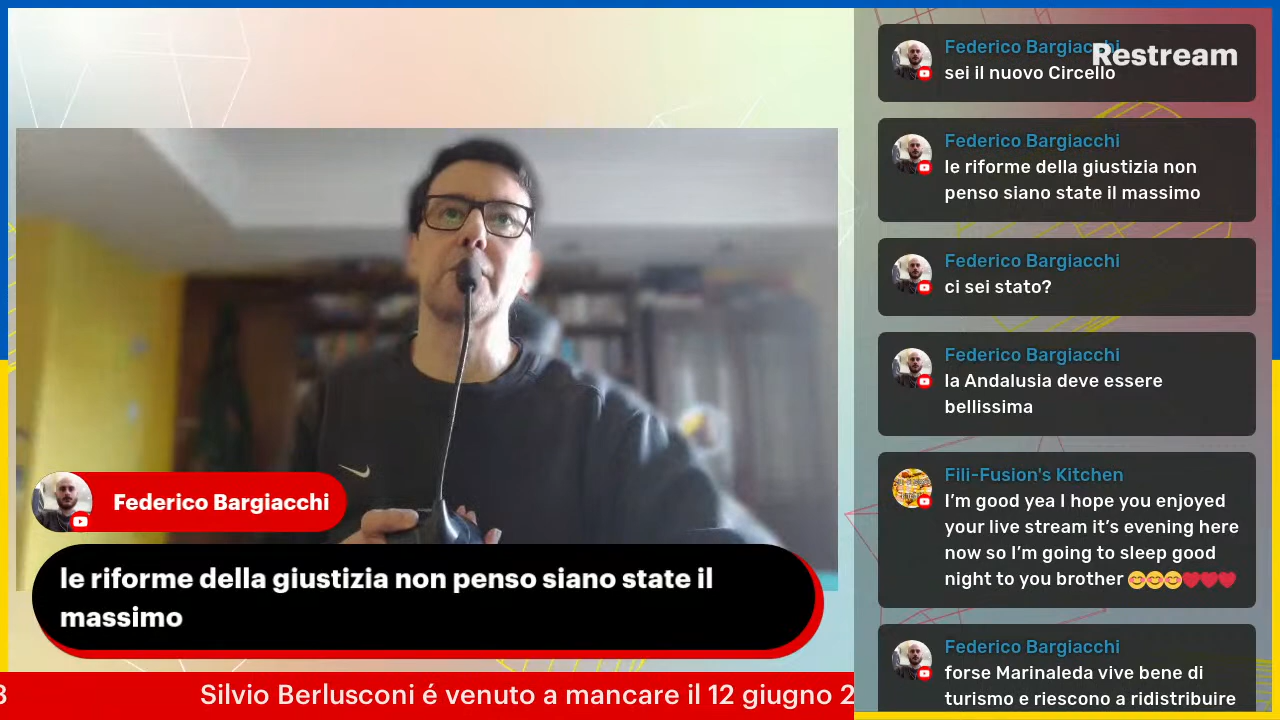 Federico Bargiacchi
le riforme della giustizia non penso siano state il
massimo
8
Silvio Berlusconi é venuto a mancare il 12 giugno 2
Restream
Federico Bargiacchi
sei il nuovo Circello
Federico Bargiacchi
le riforme della giustizia non
penso siano state il massimo
Federico Bargiacchi
ci sei stato?
Federico Bargiacchi
la Andalusia deve essere
bellissima
Fili-Fusion's Kitchen
I’m good yea I hope you enjoyed
your live stream it’s evening here
now so I’m going to sleep good
night to you brother 😊😊😊❤️❤️❤️
Federico Bargiacchi
forse Marinaleda vive bene di
turismo e riescono a ridistribuire